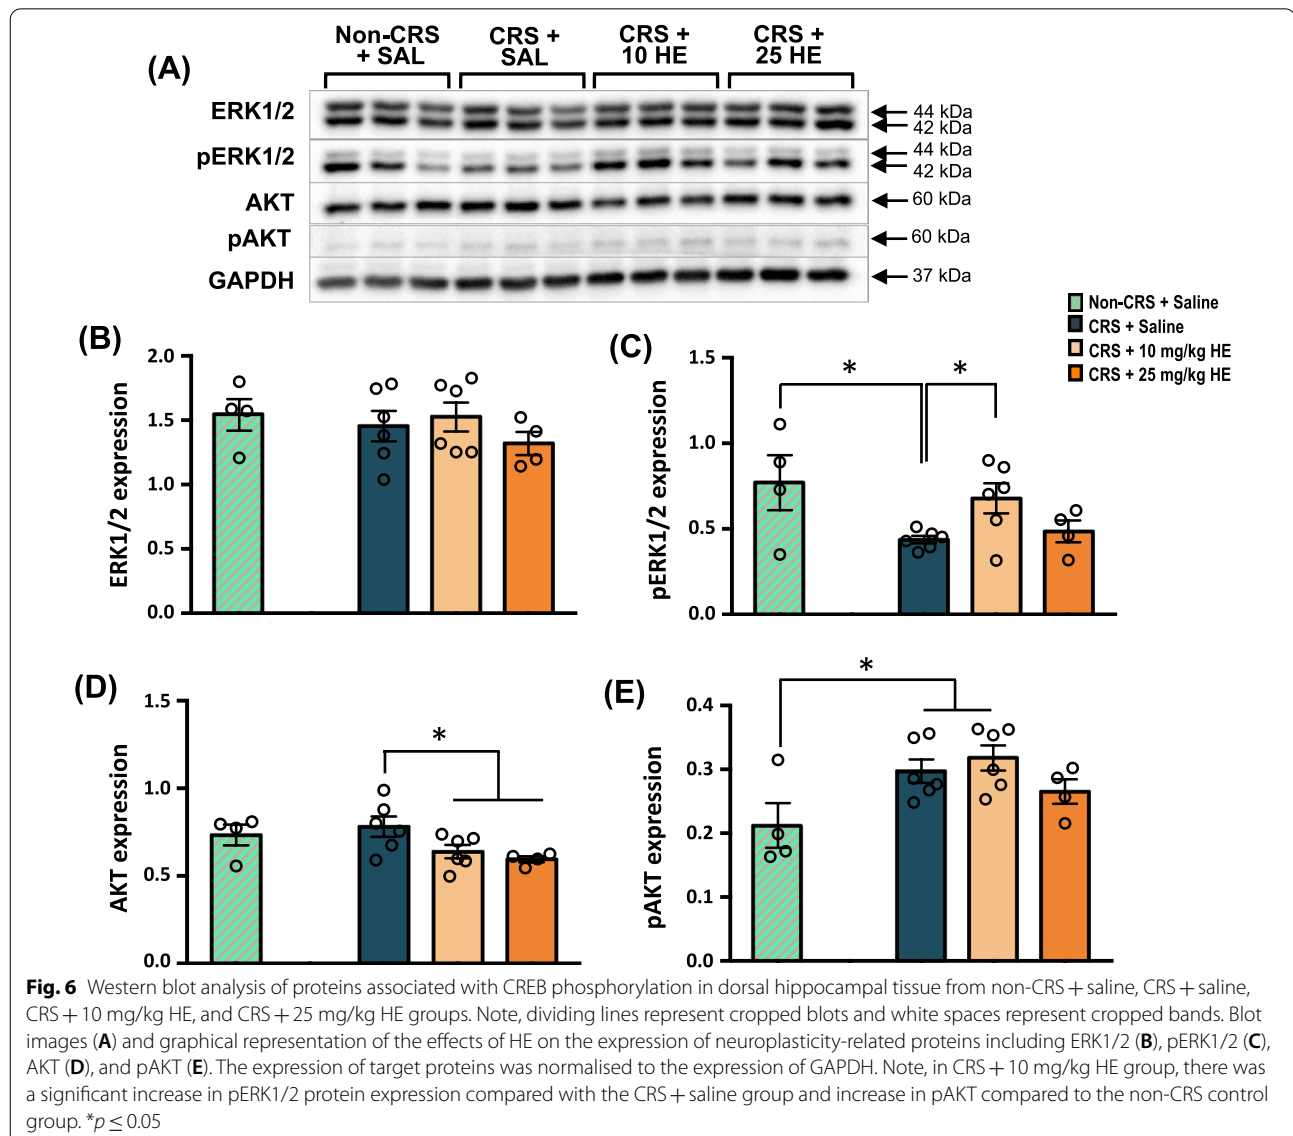 Non-CRS + SAL
CRS + SAL
CRS + 10 HE
CRS + 25 HE
(A)
ERK1/2
44 kDa
42 kDa
pERK1/2
44 kDa
42 kDa
AKT
60 kDa
pAKT
60 kDa
GAPDH
37 kDa
Non-CRS + Saline
CRS + Saline
CRS + 10 mg/kg HE
CRS + 25 mg/kg HE
(B)
ERK1/2 expression
2.0
1.5
1.0
0.5
0.0
(C)
pERK1/2 expression
1.5
1.0
0.5
0.0
*
*
(D)
AKT expression
1.5
1.0
0.5
0.0
*
(E)
pAKT expression
0.4
0.3
0.2
0.1
0.0
*
Fig. 6 Western blot analysis of proteins associated with CREB phosphorylation in dorsal hippocampal tissue from non-CRS + saline, CRS + saline,
CRS + 10 mg/kg HE, and CRS + 25 mg/kg HE groups. Note, dividing lines represent cropped blots and white spaces represent cropped bands. Blot
images (A) and graphical representation of the effects of HE on the expression of neuroplasticity-related proteins including ERK1/2 (B), pERK1/2 (C),
AKT (D), and pAKT (E). The expression of target proteins was normalised to the expression of GAPDH. Note, in CRS + 10 mg/kg HE group, there was
a significant increase in pERK1/2 protein expression compared with the CRS + saline group and increase in pAKT compared to the non-CRS control
group. *p ≤ 0.05